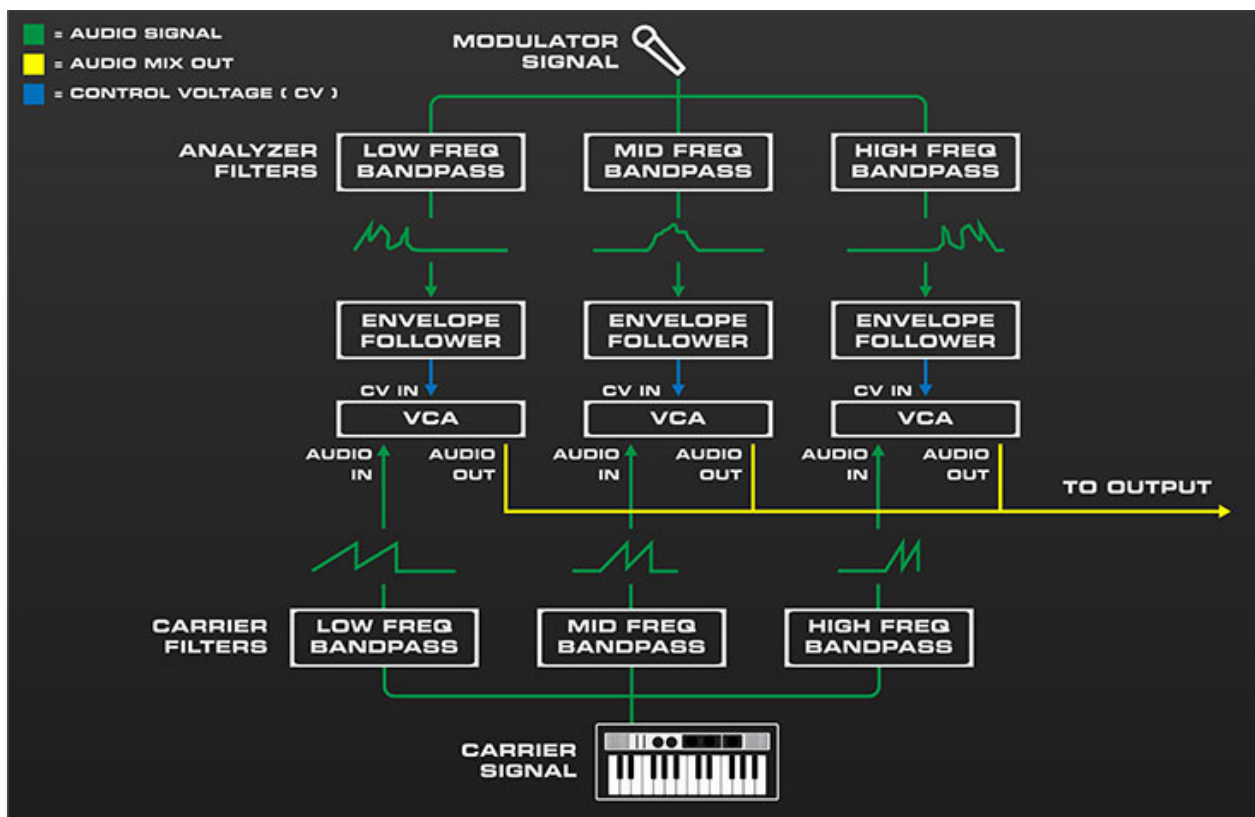 = AUDIO SIGNAL
= AUDIO MIX OUT
= CONTROL VOLTAGE ( CV )
MODULATOR
SIGNAL
ANALYZER
FILTERS
LOW FREQ
BANDPASS
MID FREQ
BANDPASS
HIGH FREQ
BANDPASS
ENVELOPE
FOLLOWER
ENVELOPE
FOLLOWER
ENVELOPE
FOLLOWER
CV IN
CV IN
CV IN
VCA
VCA
VCA
AUDIO
IN
AUDIO
OUT
AUDIO
IN
AUDIO
OUT
AUDIO
IN
AUDIO
OUT
TO OUTPUT
CARRIER
FILTERS
LOW FREQ
BANDPASS
MID FREQ
BANDPASS
HIGH FREQ
BANDPASS
CARRIER
SIGNAL